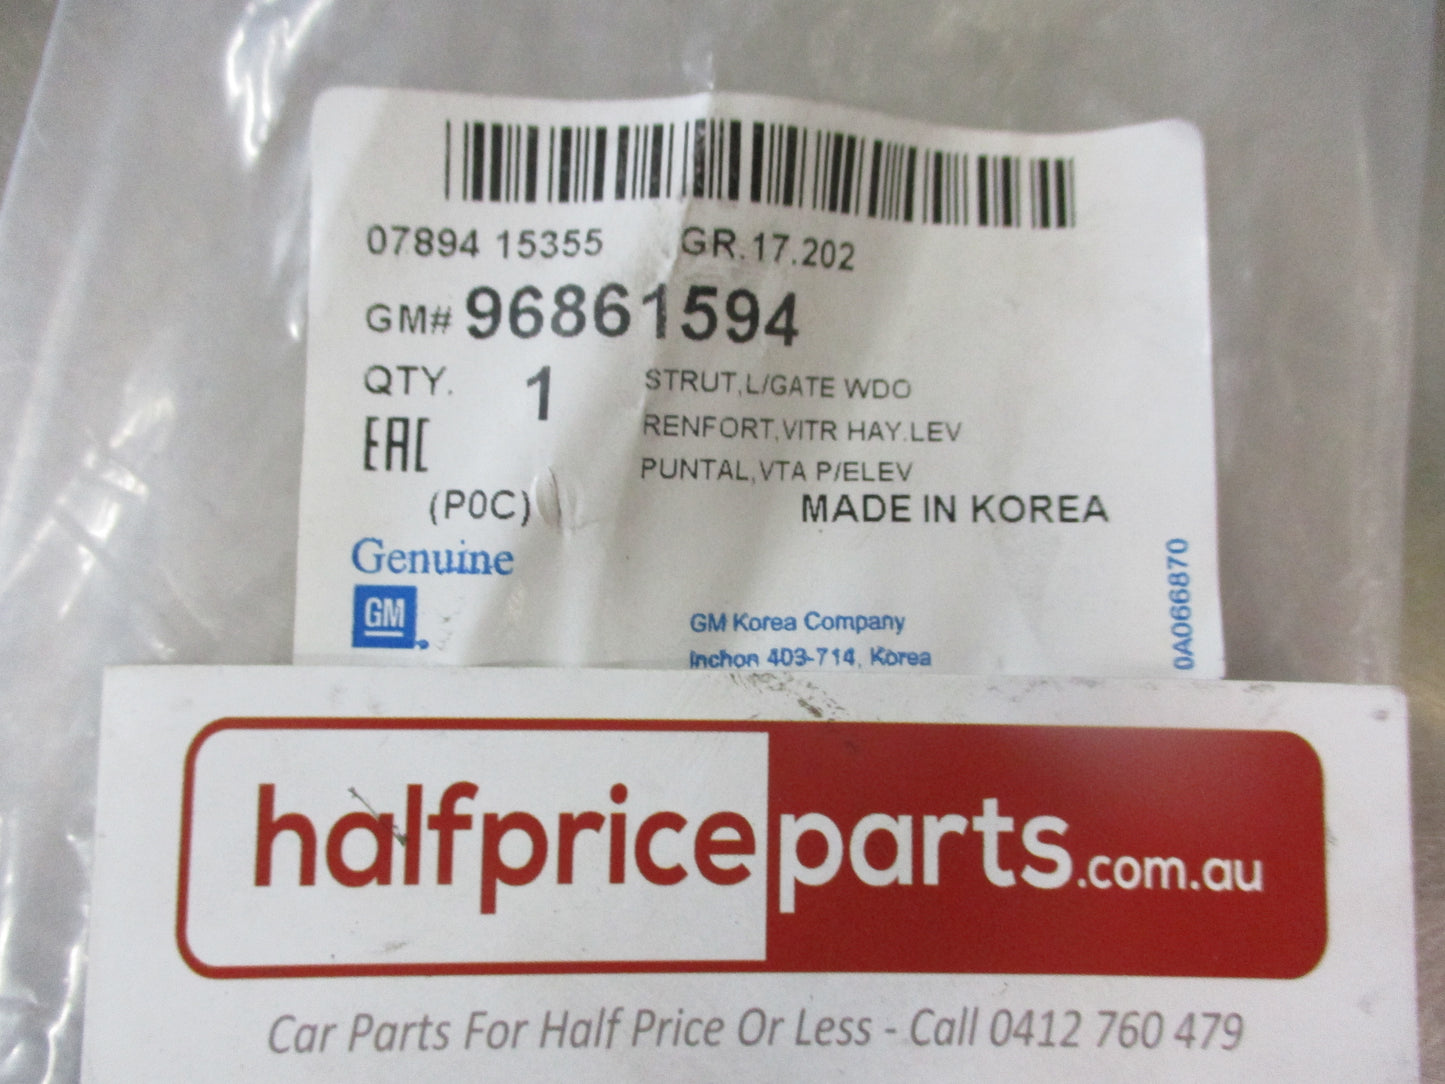 07894 15355 GR.17.202
GM# 96861594
QTY. 1 STRUT,L/GATE WDO
RENFORT,VITR HAY.LEV
EAC
PUNTAL,VTA P/ELEV
(P0C) MADE IN KOREA
Genuine
GM
GM Korea Company
Inchon 403-714, Korea
0A066870
halfpriceparts.com.au
Car Parts For Half Price Or Less - Call 0412 760 479